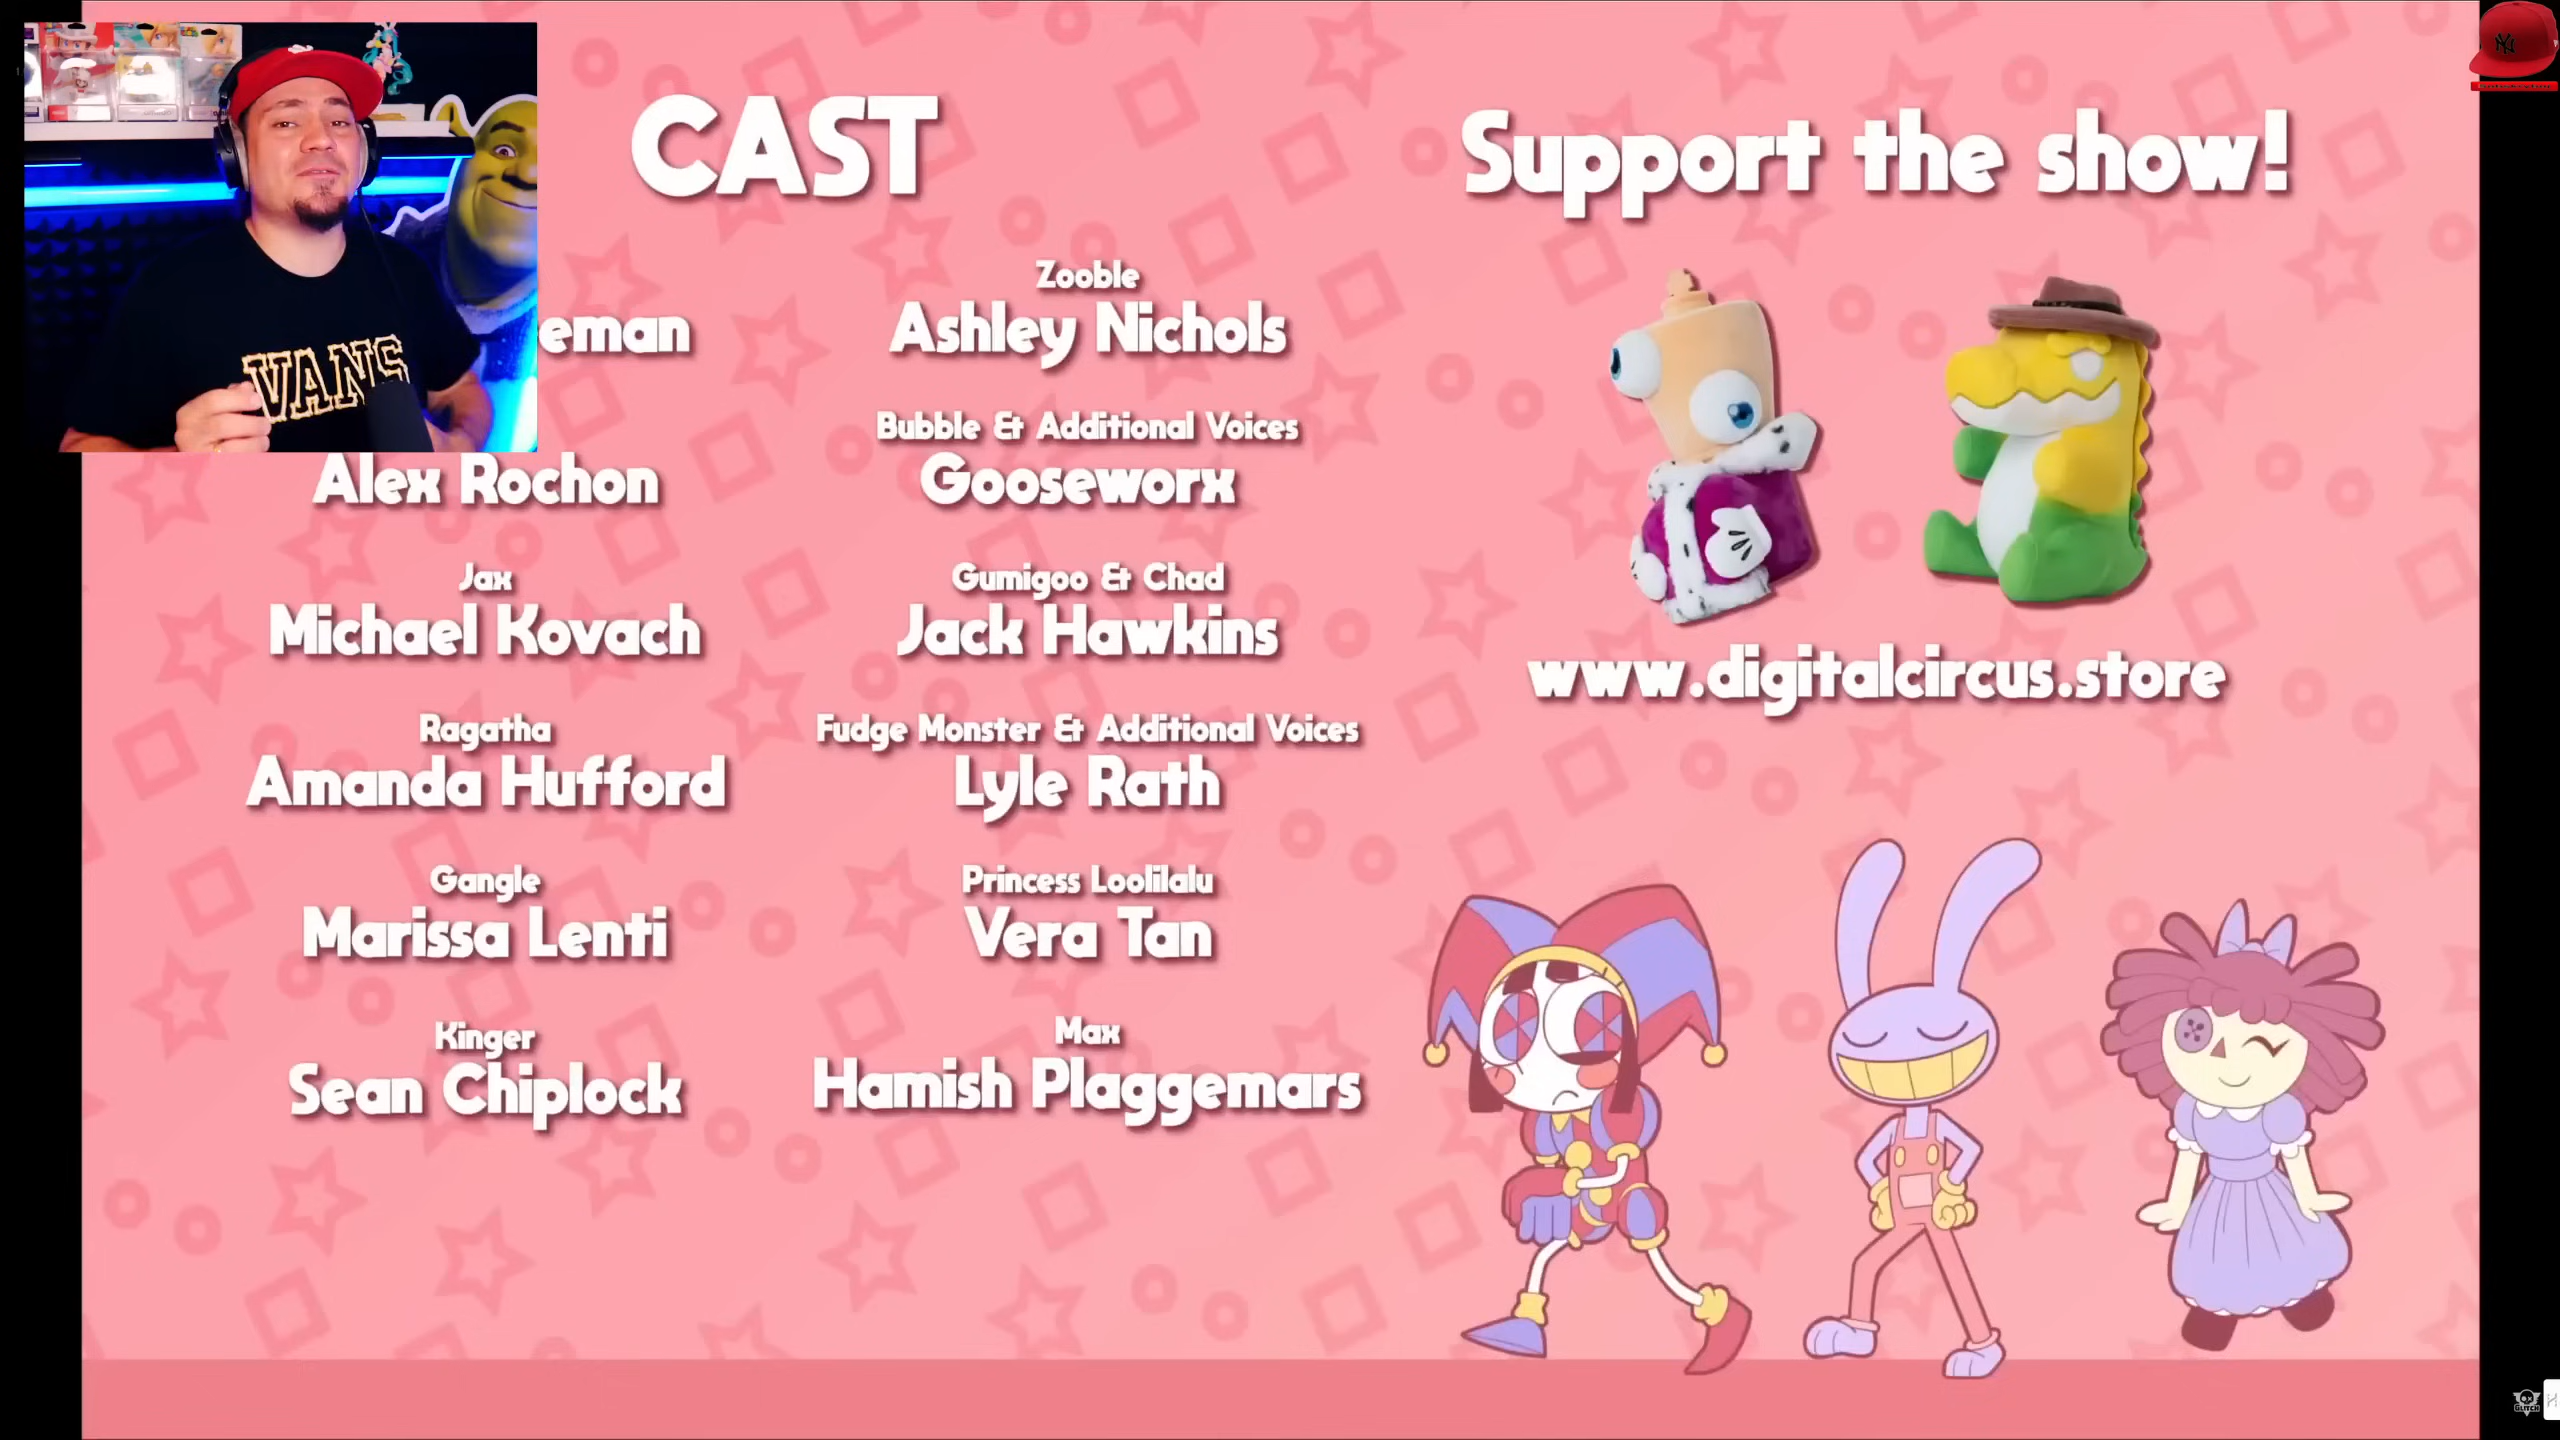 CAST
Support the show!
eman
Alex Rochon
Jax
Michael Kovach
Ragatha
Amanda Hufford
Gangle
Marissa Lenti
Kinger
Sean Chiplock
Zooble
Ashley Nichols
Bubble & Additional Voices
Gooseworx
Gumigoo & Chad
Jack Hawkins
Fudge Monster & Additional Voices
Lyle Rath
Princess Loolilalu
Vera Tan
Max
Hamish Plaggemars
www.digitalcircus.store
VANS
NY
GLITCH